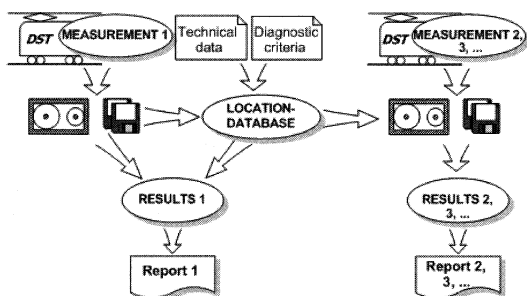 DST
MEASUREMENT 1
Technical
data
Diagnostic
criteria
DST
MEASUREMENT 2,
3, ...
LOCATION-
DATABASE
RESULTS 1
RESULTS 2,
3, ...
Report 1
Report 2,
3, ...